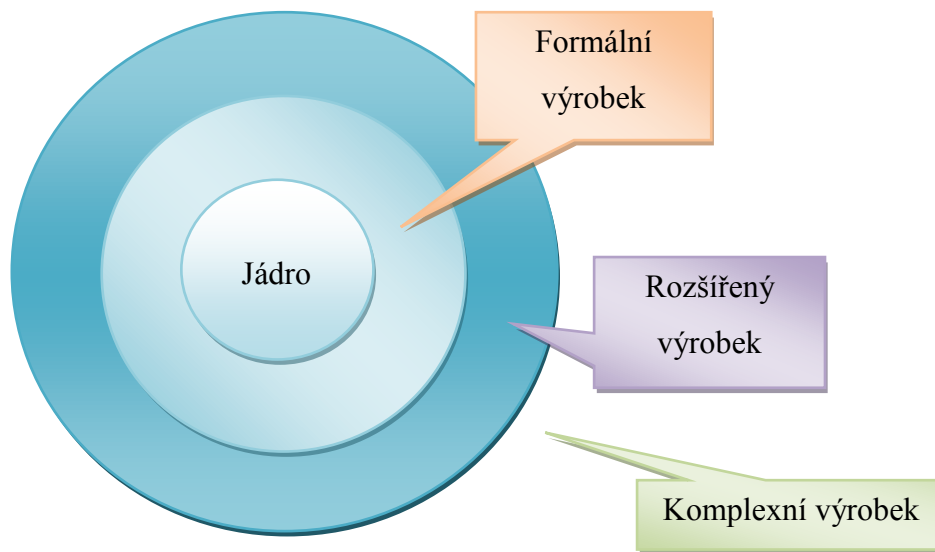 Formální
výrobek
Jádro
Rozšířený
výrobek
Komplexní výrobek